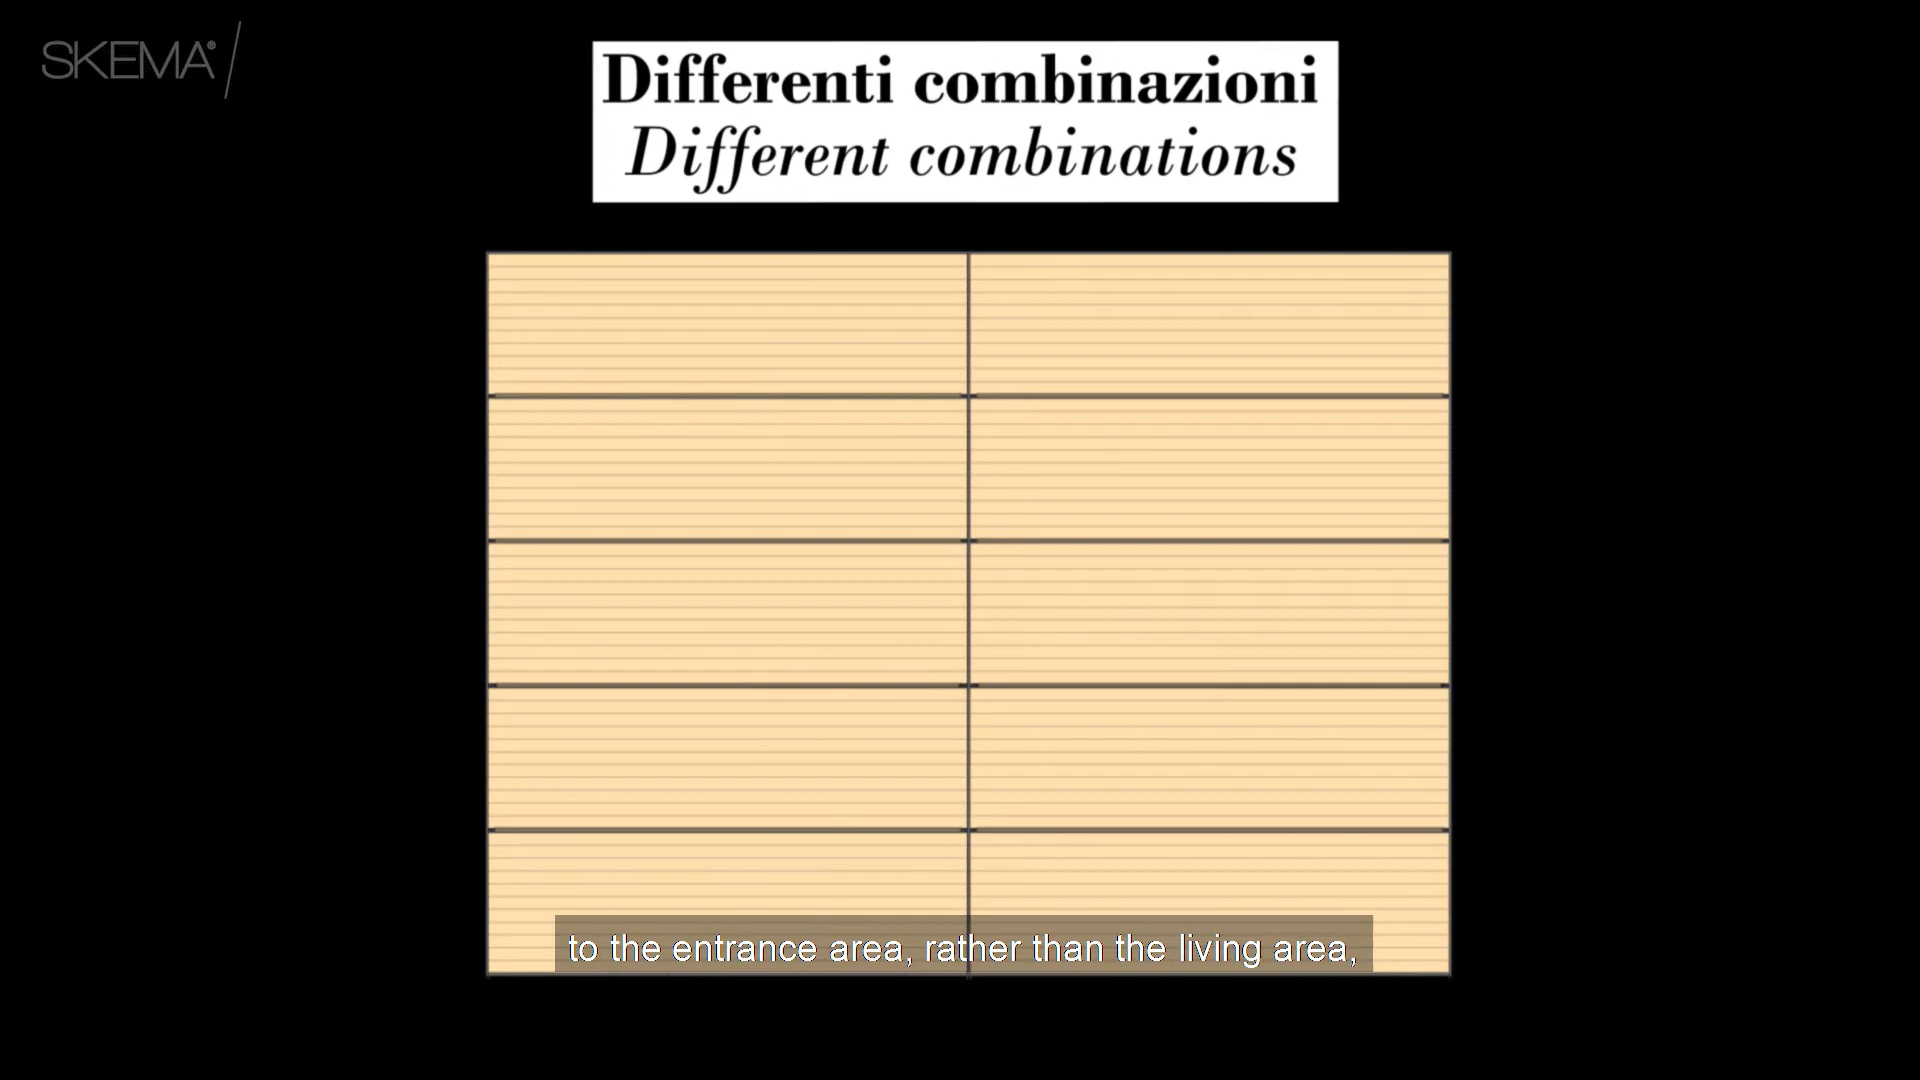 SKEMA®
Differenti combinazioni
Different combinations
to the entrance area, rather than the living area,